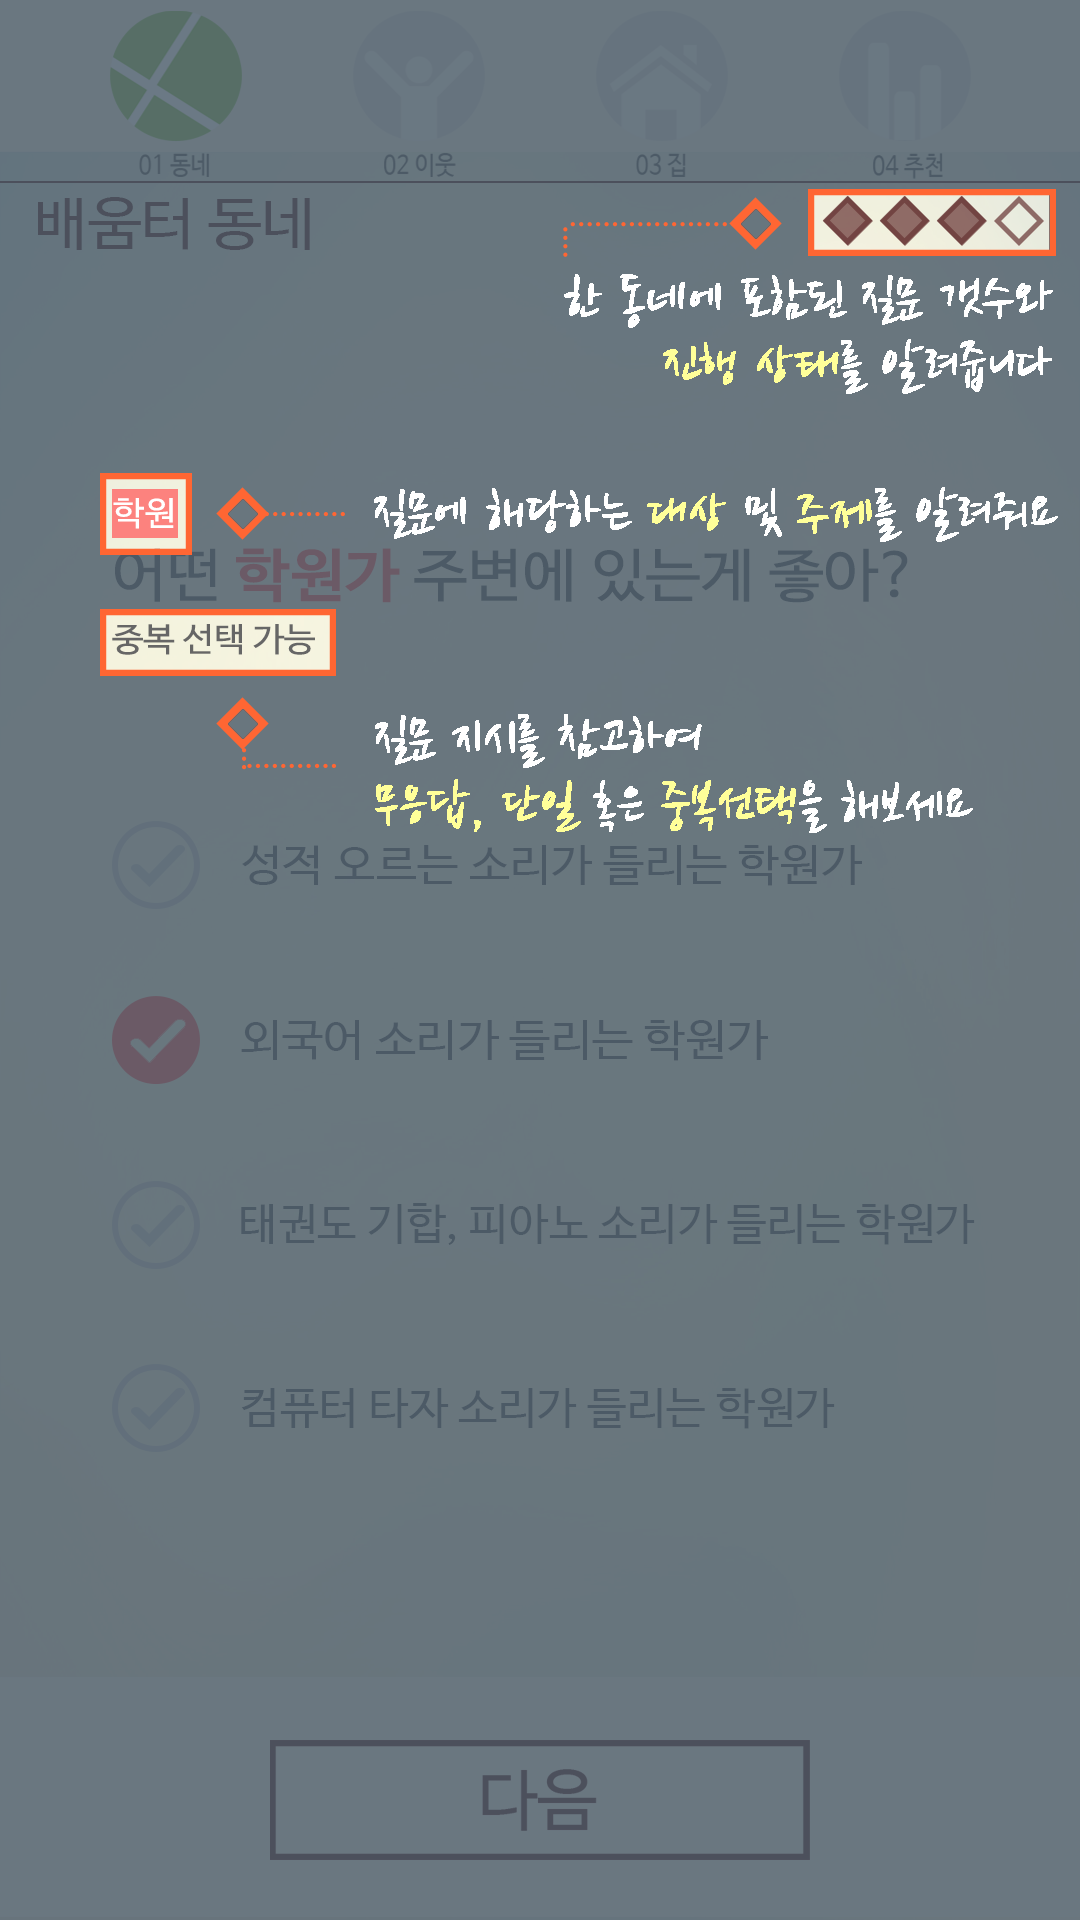 01 동네
02 이웃
03 집
04 추천
배움터 동네
한 동네에 포함된 질문 갯수와
진행 상태를 알려줍니다
학원
질문에 해당하는 대상 및 주제를 알려줘요
어떤 학원가 주변에 있는게 좋아?
중복 선택 가능
질문 지시를 참고하여
무응답, 단일 혹은 중복선택을 해보세요
성적 오르는 소리가 들리는 학원가
외국어 소리가 들리는 학원가
태권도 기합, 피아노 소리가 들리는 학원가
컴퓨터 타자 소리가 들리는 학원가
다음